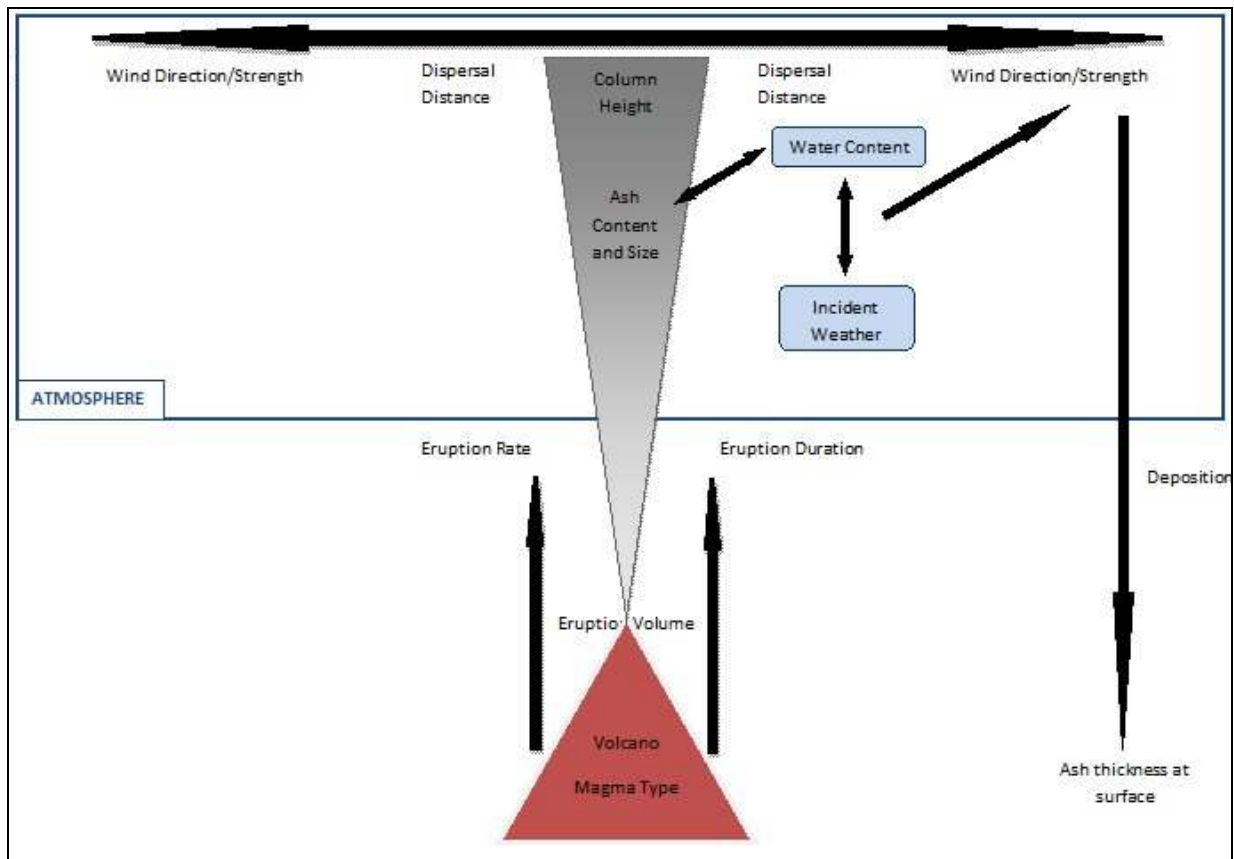 Wind Direction/Strength
Dispersal
Distance
Column
Height
Dispersal
Distance
Wind Direction/Strength
Water Content
Ash
Content
and Size
Incident
Weather
ATMOSPHERE
Eruption Rate
Eruption Duration
Deposition
Eruptio Volume
Volcano
Magma Type
Ash thickness at
surface